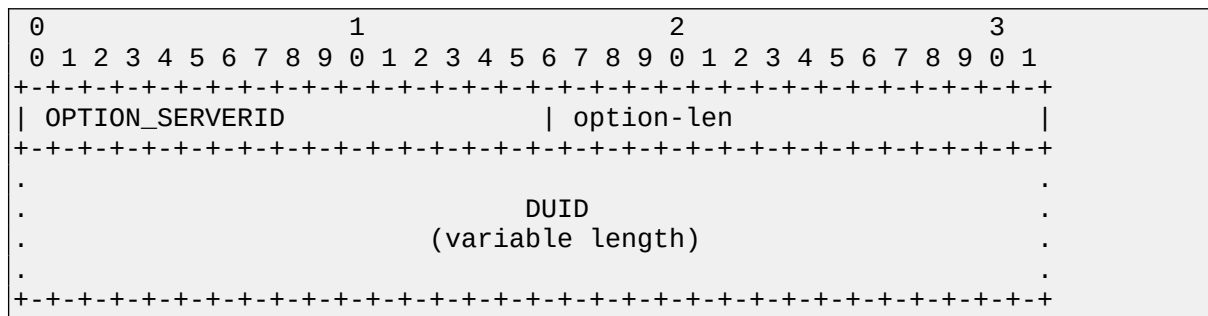 0                   1                   2                   3
 0 1 2 3 4 5 6 7 8 9 0 1 2 3 4 5 6 7 8 9 0 1 2 3 4 5 6 7 8 9 0 1
+-+-+-+-+-+-+-+-+-+-+-+-+-+-+-+-+-+-+-+-+-+-+-+-+-+-+-+-+-+-+-+-+
| OPTION_SERVERID                | option-len                   |
+-+-+-+-+-+-+-+-+-+-+-+-+-+-+-+-+-+-+-+-+-+-+-+-+-+-+-+-+-+-+-+-+
.                                                               .
.                               DUID                            .
.                         (variable length)                     .
.                                                               .
+-+-+-+-+-+-+-+-+-+-+-+-+-+-+-+-+-+-+-+-+-+-+-+-+-+-+-+-+-+-+-+-+